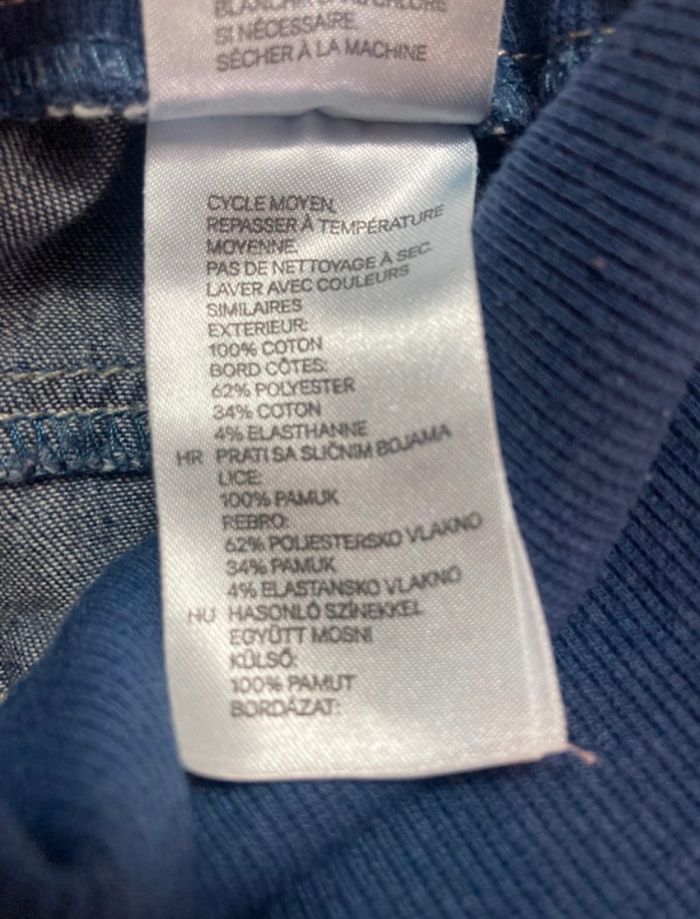 BLANCHIR
SI NÉCESSAIRE.
SÉCHER À LA MACHINE
CYCLE MOYEN.
REPASSER À TEMPÉRATURE
MOYENNE.
PAS DE NETTOYAGE À SEC.
LAVER AVEC COULEURS
SIMILAIRES
EXTERIEUR:
100% COTON
BORD CÔTES:
62% POLYESTER
34% COTON
4% ELASTHANNE
HR PRATI SA SLIČNIM BOJAMA
LICE:
100% PAMUK
REBRO:
62% POLIESTERSKO VLAKNO
34% PAMUK
4% ELASTANSKO VLAKNO
HU HASONLÓ SZÍNEKKEL
EGYÜTT MOSNI
KÜLSŐ:
100% PAMUT
BORDÁZAT: